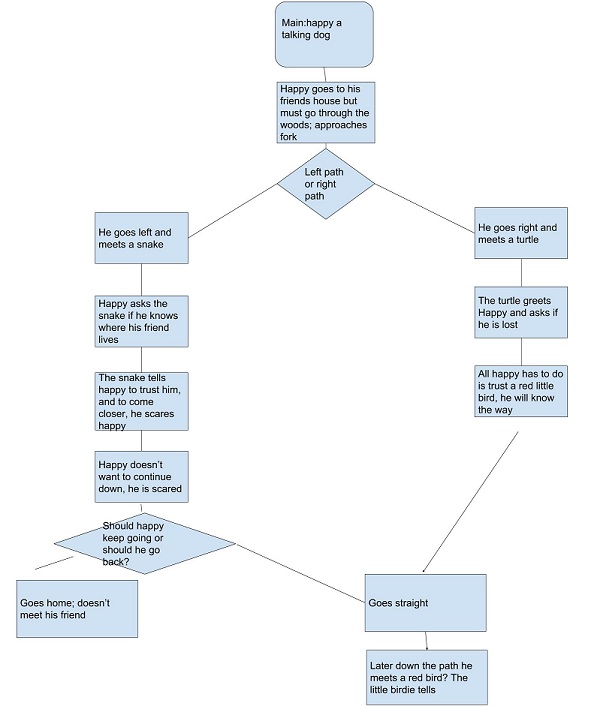 Main:happy a
talking dog
Happy goes to his
friends house but
must go through the
woods; approaches
fork
Left path
or right
path
He goes left and
meets a snake
He goes right and
meets a turtle
Happy asks the
snake if he knows
where his friend
lives
The turtle greets
Happy and asks if
he is lost
The snake tells
happy to trust him,
and to come
closer, he scares
happy
All happy has to do
is trust a red little
bird, he will know
the way
Happy doesn't
want to continue
down, he is scared
Should happy
keep going or
should he go
back?
Goes home; doesn't
meet his friend
Goes straight
Later down the path he
meets a red bird? The
little birdie tells